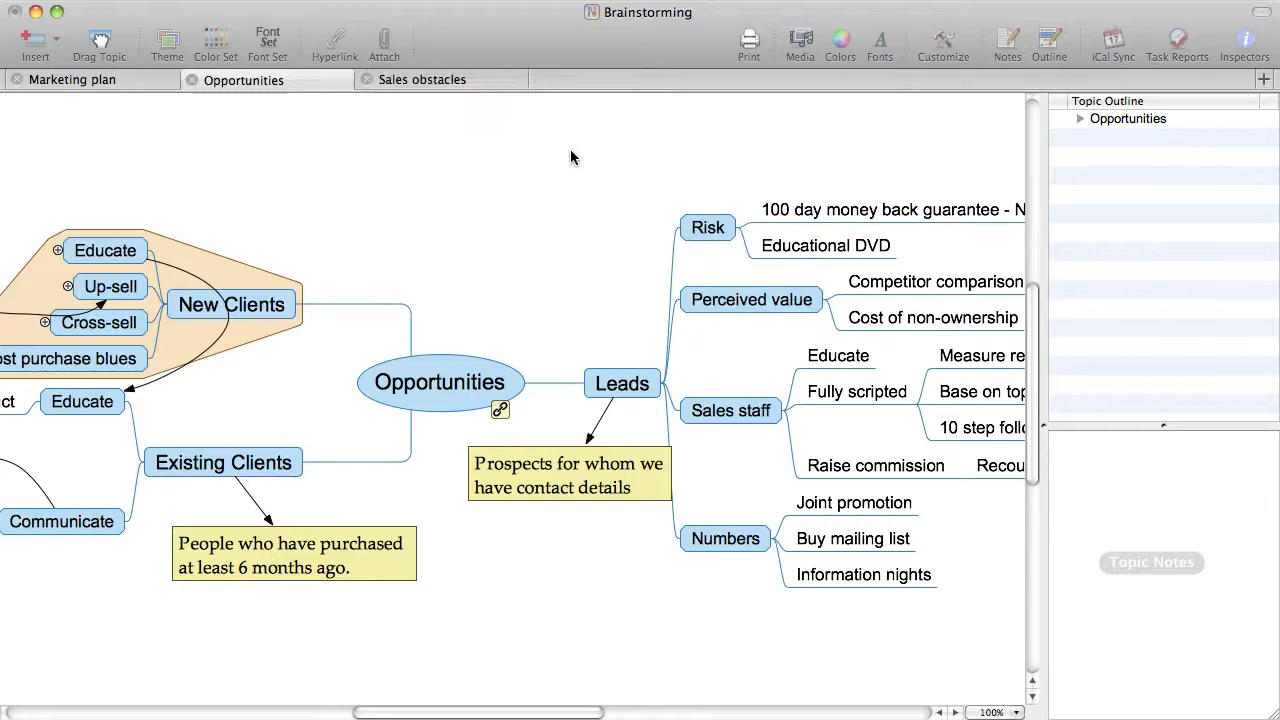 Brainstorming
Insert
Drag Topic
Theme
Color Set
Font Set
Font Set
Hyperlink
Attach
Print
Media
Colors
Fonts
Customize
Notes
Outline
iCal Sync
Task Reports
Inspectors
Marketing plan
Opportunities
Sales obstacles
Topic Outline
Opportunities
Educate
Up-sell
Cross-sell
ost purchase blues
New Clients
ct
Educate
Existing Clients
Communicate
People who have purchased
at least 6 months ago.
Opportunities
Leads
Prospects for whom we
have contact details
Risk
100 day money back guarantee - N
Educational DVD
Perceived value
Competitor comparison
Cost of non-ownership
Sales staff
Educate
Measure re
Fully scripted
Base on top
10 step follo
Raise commission
Recou
Numbers
Joint promotion
Buy mailing list
Information nights
Topic Notes
100%